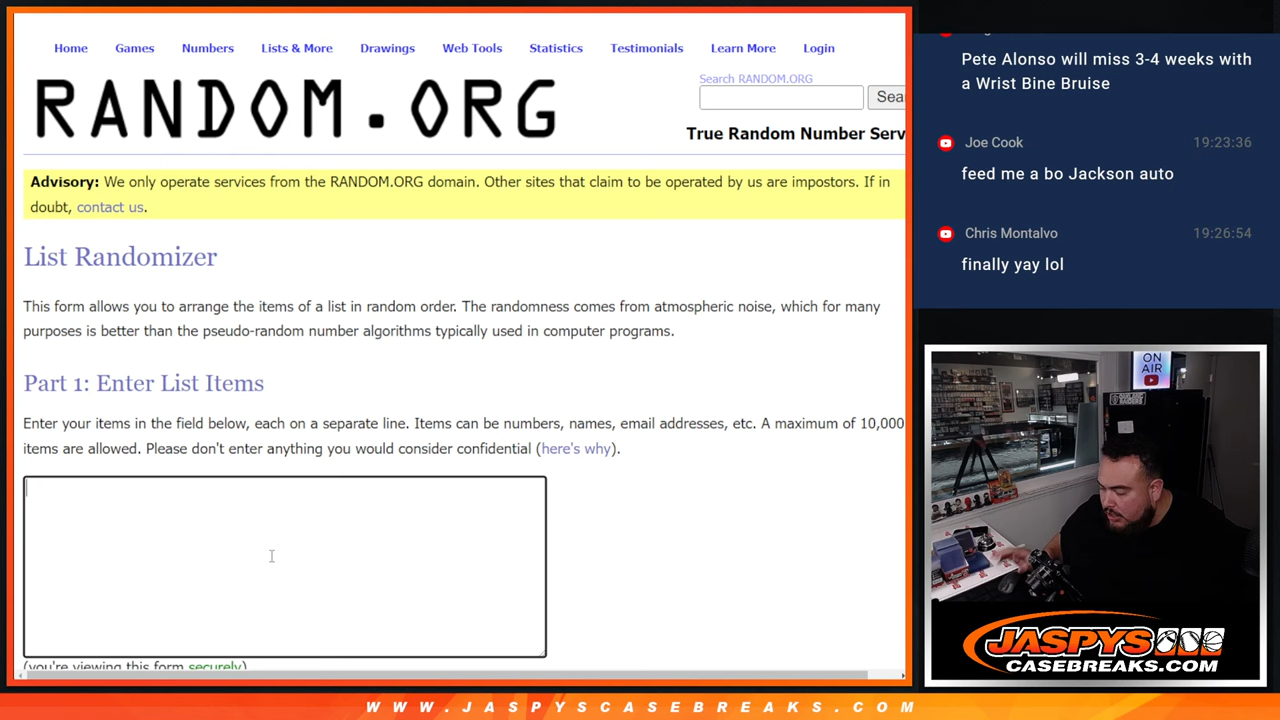 Home Games Numbers Lists & More Drawings Web Tools Statistics Testimonials Learn More Login
RANDOM.ORG
Search RANDOM.ORG
Sea
True Random Number Serv
Advisory: We only operate services from the RANDOM.ORG domain. Other sites that claim to be operated by us are impostors. If in
doubt, contact us.
List Randomizer
This form allows you to arrange the items of a list in random order. The randomness comes from atmospheric noise, which for many
purposes is better than the pseudo-random number algorithms typically used in computer programs.
Part 1: Enter List Items
Enter your items in the field below, each on a separate line. Items can be numbers, names, email addresses, etc. A maximum of 10,000
items are allowed. Please don't enter anything you would consider confidential (here's why).
(you're viewing this form securely)
Pete Alonso will miss 3-4 weeks with
a Wrist Bine Bruise
Joe Cook 19:23:36
feed me a bo Jackson auto
Chris Montalvo 19:26:54
finally yay lol
ON
AIR
JASPYS
CASEBREAKS.COM
WWW.JASPYSCASEBREAKS.COM